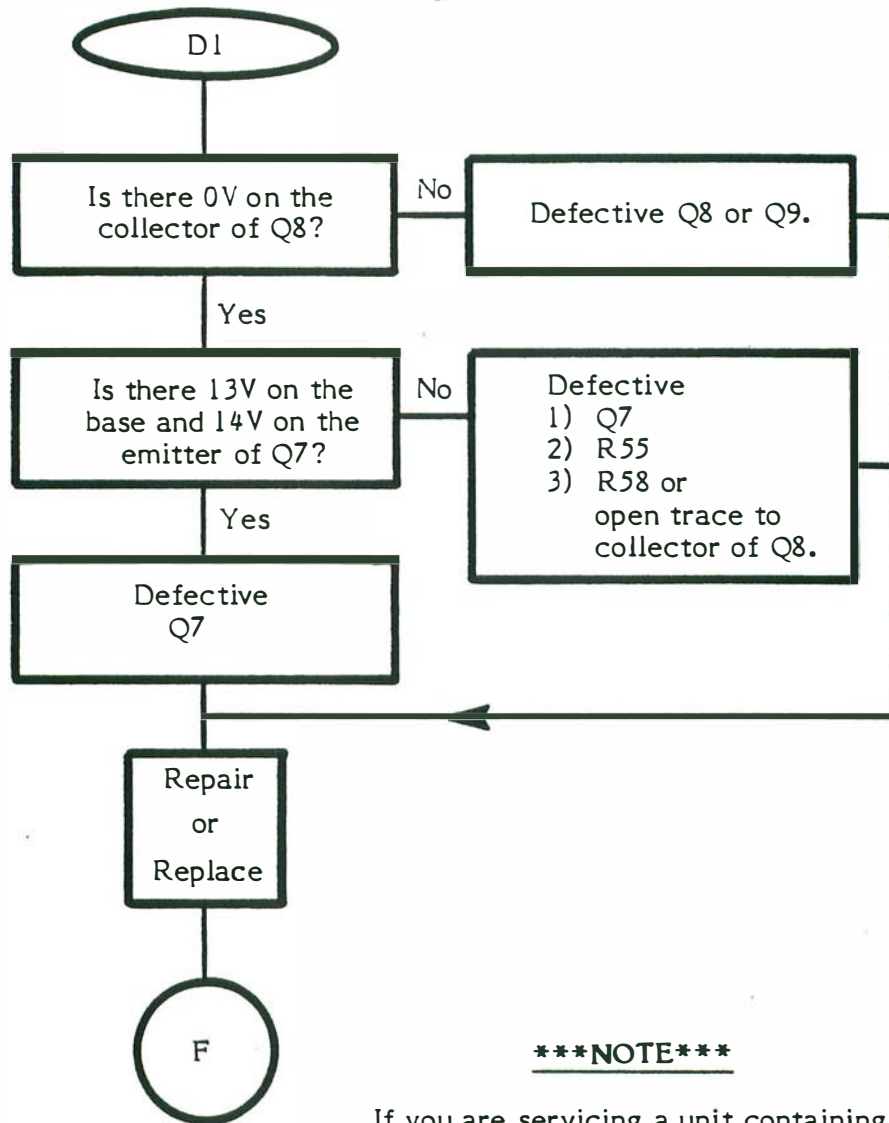 D1
Is there 0V on the
collector of Q8?
No
Defective Q8 or Q9.
Yes
Is there 13V on the
base and 14V on the
emitter of Q7?
No
Defective
1) Q7
2) R55
3) R58 or
open trace to
collector of Q8.
Yes
Defective
Q7
Repair
or
Replace
F
***NOTE***
If you are servicing a unit containing